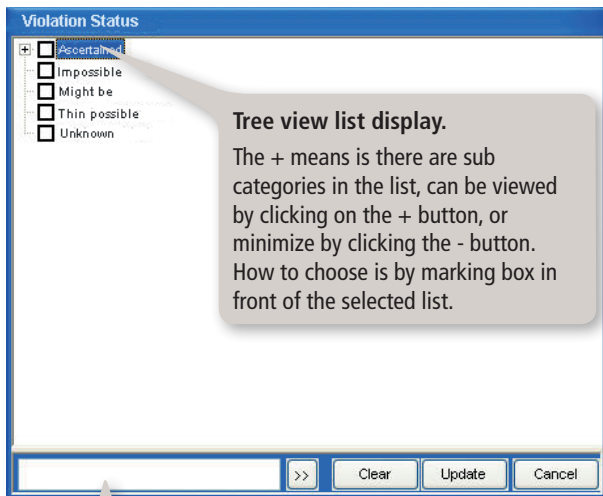 Violation Status
Ascertained
Impossible
Might be
Thin possible
Unknown
Tree view list display.
The + means is there are sub
categories in the list, can be viewed
by clicking on the + button, or
minimize by clicking the - button.
How to choose is by marking box in
front of the selected list.
>> Clear Update Cancel